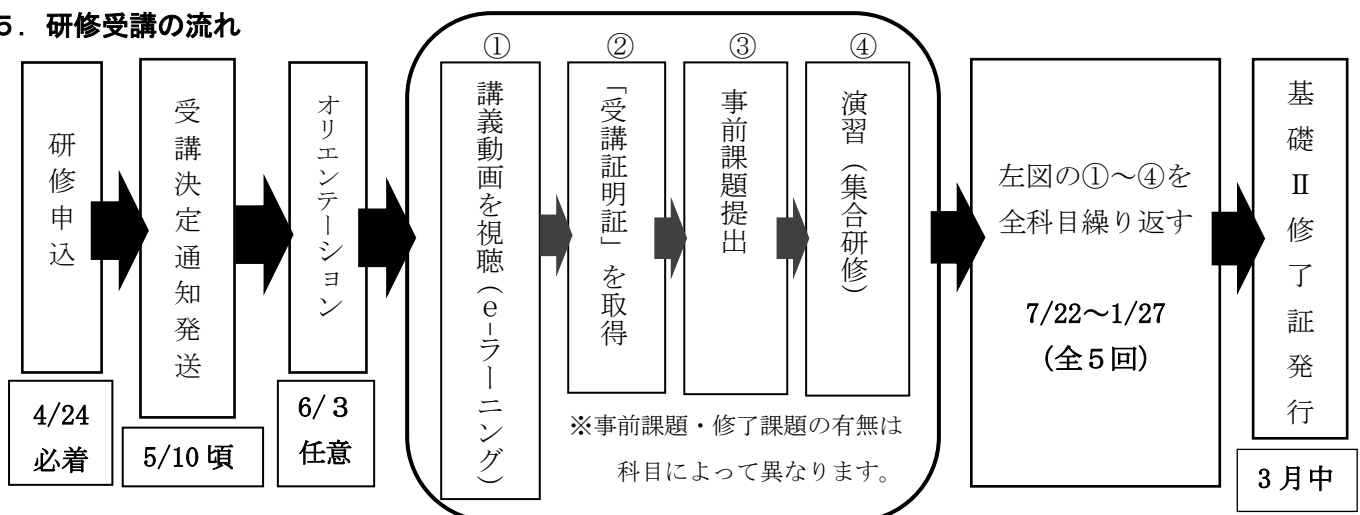 5. 研修受講の流れ
研修申込
4/24
必着
受講決定通知発送
5/10頃
オリエンテーション
6/3
任意
①
講義動画を視聴(e-ラーニング)
②
「受講証明証」を取得
③
事前課題提出
④
演習(集合研修)
※事前課題・修了課題の有無は
科目によって異なります。
左図の①~④を
全科目繰り返す
7/22~1/27
(全5回)
基礎Ⅱ修了証発行
3月中